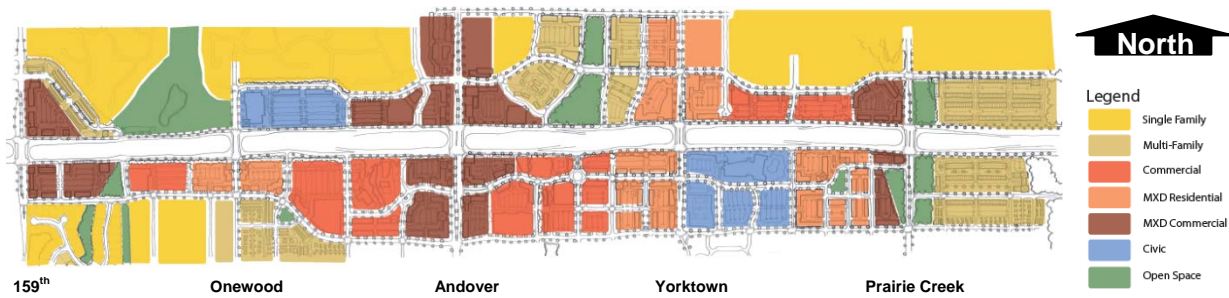 North
Legend
Single Family
Multi-Family
Commercial
MXD Residential
MXD Commercial
Civic
Open Space
159th Onewood Andover Yorktown Prairie Creek